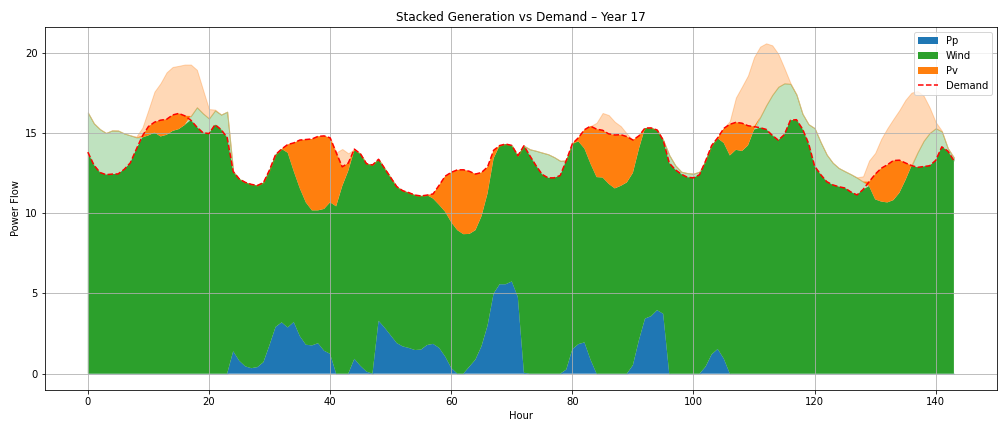 Stacked Generation vs Demand – Year 17
Pp
Wind
Pv
Demand
Power Flow
20
15
10
5
0
0 20 40 60 80 100 120 140
Hour